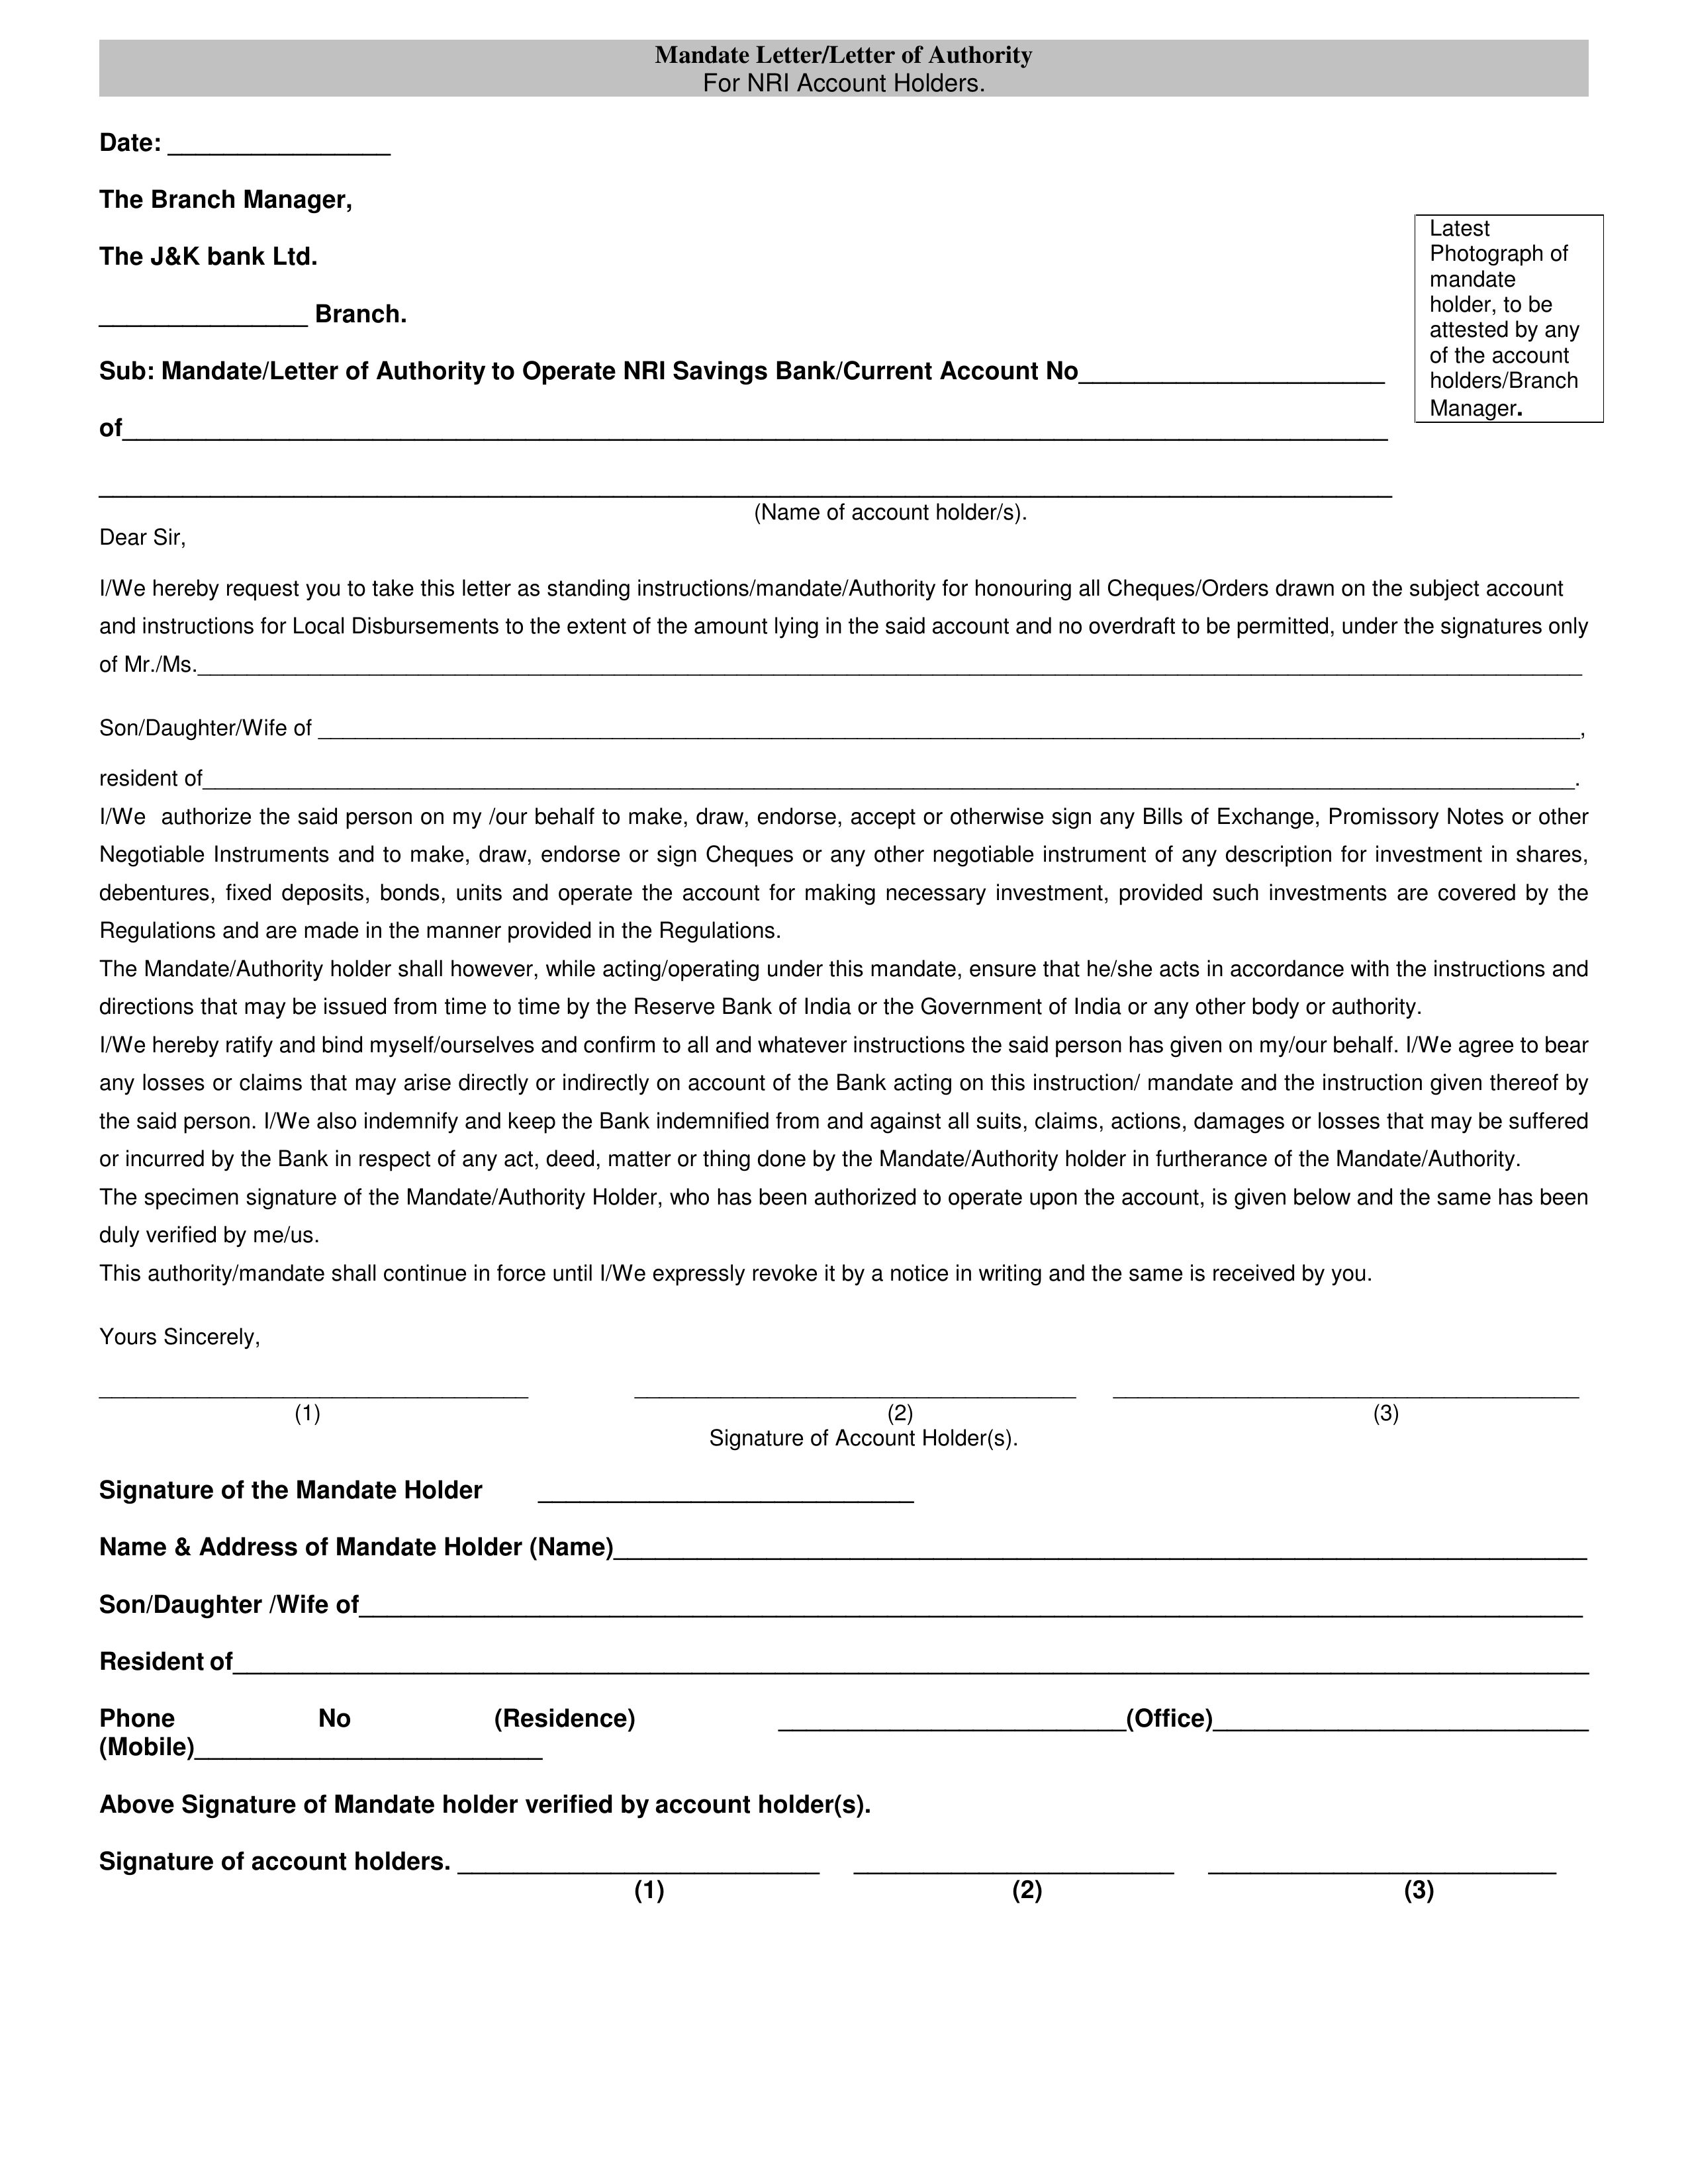 Mandate Letter/Letter of Authority
For NRI Account Holders.
Date: ________________
The Branch Manager,
The J&K bank Ltd.
_______________ Branch.
Latest
Photograph of
mandate
holder, to be
attested by any
of the account
holders/Branch
Manager.
Sub: Mandate/Letter of Authority to Operate NRI Savings Bank/Current Account No______________________
of___________________________________________________________________________________________
_____________________________________________________________________________________________
(Name of account holder/s).
Dear Sir,
I/We hereby request you to take this letter as standing instructions/mandate/Authority for honouring all Cheques/Orders drawn on the subject account
and instructions for Local Disbursements to the extent of the amount lying in the said account and no overdraft to be permitted, under the signatures only
of Mr./Ms.___________________________________________________________________________________________
Son/Daughter/Wife of ___________________________________________________________________________________,
resident of__________________________________________________________________________________________.
I/We authorize the said person on my /our behalf to make, draw, endorse, accept or otherwise sign any Bills of Exchange, Promissory Notes or other
Negotiable Instruments and to make, draw, endorse or sign Cheques or any other negotiable instrument of any description for investment in shares,
debentures, fixed deposits, bonds, units and operate the account for making necessary investment, provided such investments are covered by the
Regulations and are made in the manner provided in the Regulations.
The Mandate/Authority holder shall however, while acting/operating under this mandate, ensure that he/she acts in accordance with the instructions and
directions that may be issued from time to time by the Reserve Bank of India or the Government of India or any other body or authority.
I/We hereby ratify and bind myself/ourselves and confirm to all and whatever instructions the said person has given on my/our behalf. I/We agree to bear
any losses or claims that may arise directly or indirectly on account of the Bank acting on this instruction/ mandate and the instruction given thereof by
the said person. I/We also indemnify and keep the Bank indemnified from and against all suits, claims, actions, damages or losses that may be suffered
or incurred by the Bank in respect of any act, deed, matter or thing done by the Mandate/Authority holder in furtherance of the Mandate/Authority.
The specimen signature of the Mandate/Authority Holder, who has been authorized to operate upon the account, is given below and the same has been
duly verified by me/us.
This authority/mandate shall continue in force until I/We expressly revoke it by a notice in writing and the same is received by you.
Yours Sincerely,
___________________________________ ____________________________________ ______________________________________
(1) (2) (3)
Signature of Account Holder(s).
Signature of the Mandate Holder ___________________________
Name & Address of Mandate Holder (Name)______________________________________________________________________
Son/Daughter /Wife of________________________________________________________________________________________
Resident of_________________________________________________________________________________________________
Phone No (Residence) _________________________(Office)___________________________
(Mobile)_________________________
Above Signature of Mandate holder verified by account holder(s).
Signature of account holders. __________________________ _______________________ _________________________
(1) (2) (3)